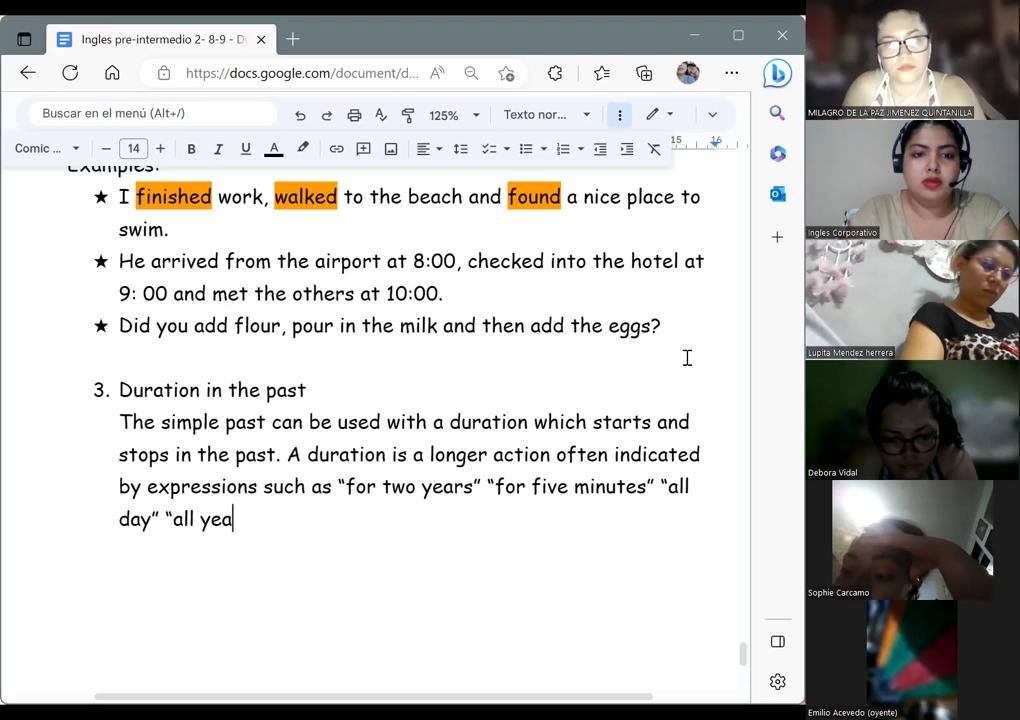 Ingles pre-intermedio 2- 8-9 - Do
https://docs.google.com/document/d...
Buscar en el menú (Alt+/)
125%
Texto nor...
Comic ...
14
15
16
Examples:
★ I finished work, walked to the beach and found a nice place to
swim.
★ He arrived from the airport at 8:00, checked into the hotel at
9: 00 and met the others at 10:00.
★ Did you add flour, pour in the milk and then add the eggs?
3. Duration in the past
The simple past can be used with a duration which starts and
stops in the past. A duration is a longer action often indicated
by expressions such as “for two years” “for five minutes” “all
day” “all yea
MILAGRO DE LA PAZ JIMENEZ QUINTANILLA
Ingles Corporativo
Lupita Mendez herrera
Debora Vidal
Sophie Carcamo
Emilio Acevedo (oyente)